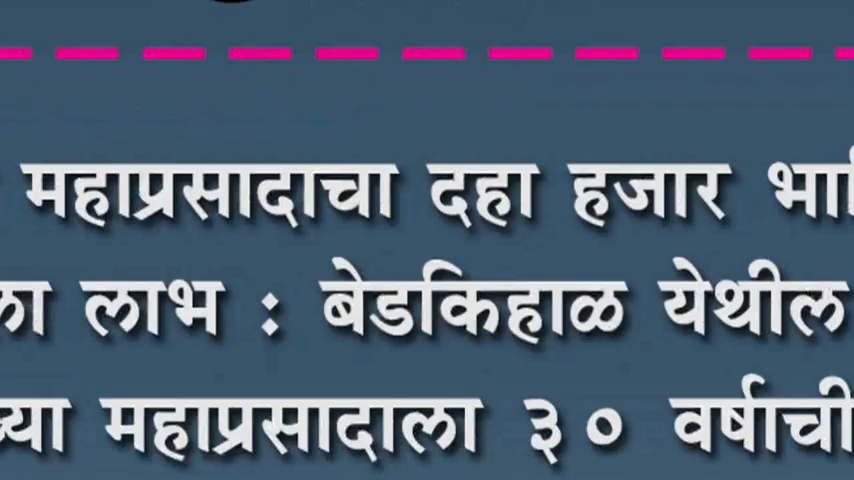 महाप्रसादाचा दहा हजार
लाभ : बेडकिहाळ येथील
महाप्रसादाला ३० वर्षाची